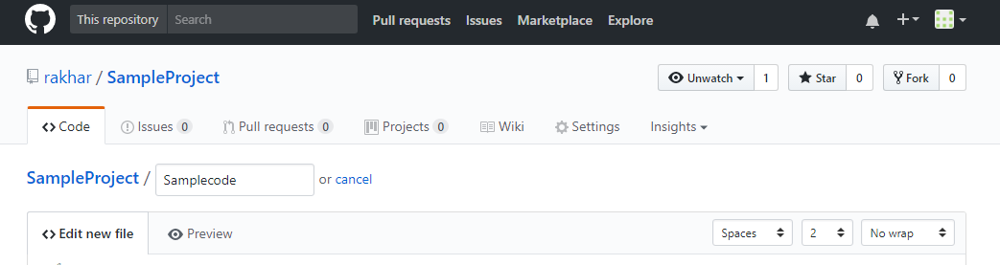 This repository Search Pull requests Issues Marketplace Explore
rakhar / SampleProject Unwatch 1 Star 0 Fork 0
Code Issues 0 Pull requests 0 Projects 0 Wiki Settings Insights
SampleProject / Samplecode or cancel
Edit new file Preview Spaces 2 No wrap